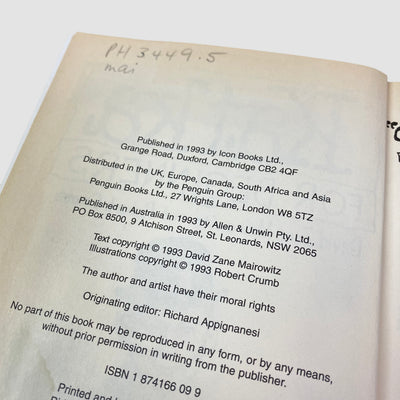 PH 3449.5
mai
Published in 1993 by Icon Books Ltd.,
Grange Road, Duxford, Cambridge CB2 4QF
Distributed in the UK, Europe, Canada, South Africa and Asia
by the Penguin Group:
Penguin Books Ltd., 27 Wrights Lane, London W8 5TZ
Published in Australia in 1993 by Allen & Unwin Pty. Ltd.,
PO Box 8500, 9 Atchison Street, St. Leonards, NSW 2065
Text copyright © 1993 David Zane Mairowitz
Illustrations copyright © 1993 Robert Crumb
The author and artist have their moral rights
Originating editor: Richard Appignanesi
No part of this book may be reproduced in any form, or by any means,
without prior permission in writing from the publisher.
ISBN 1 874166 09 9
Printed and